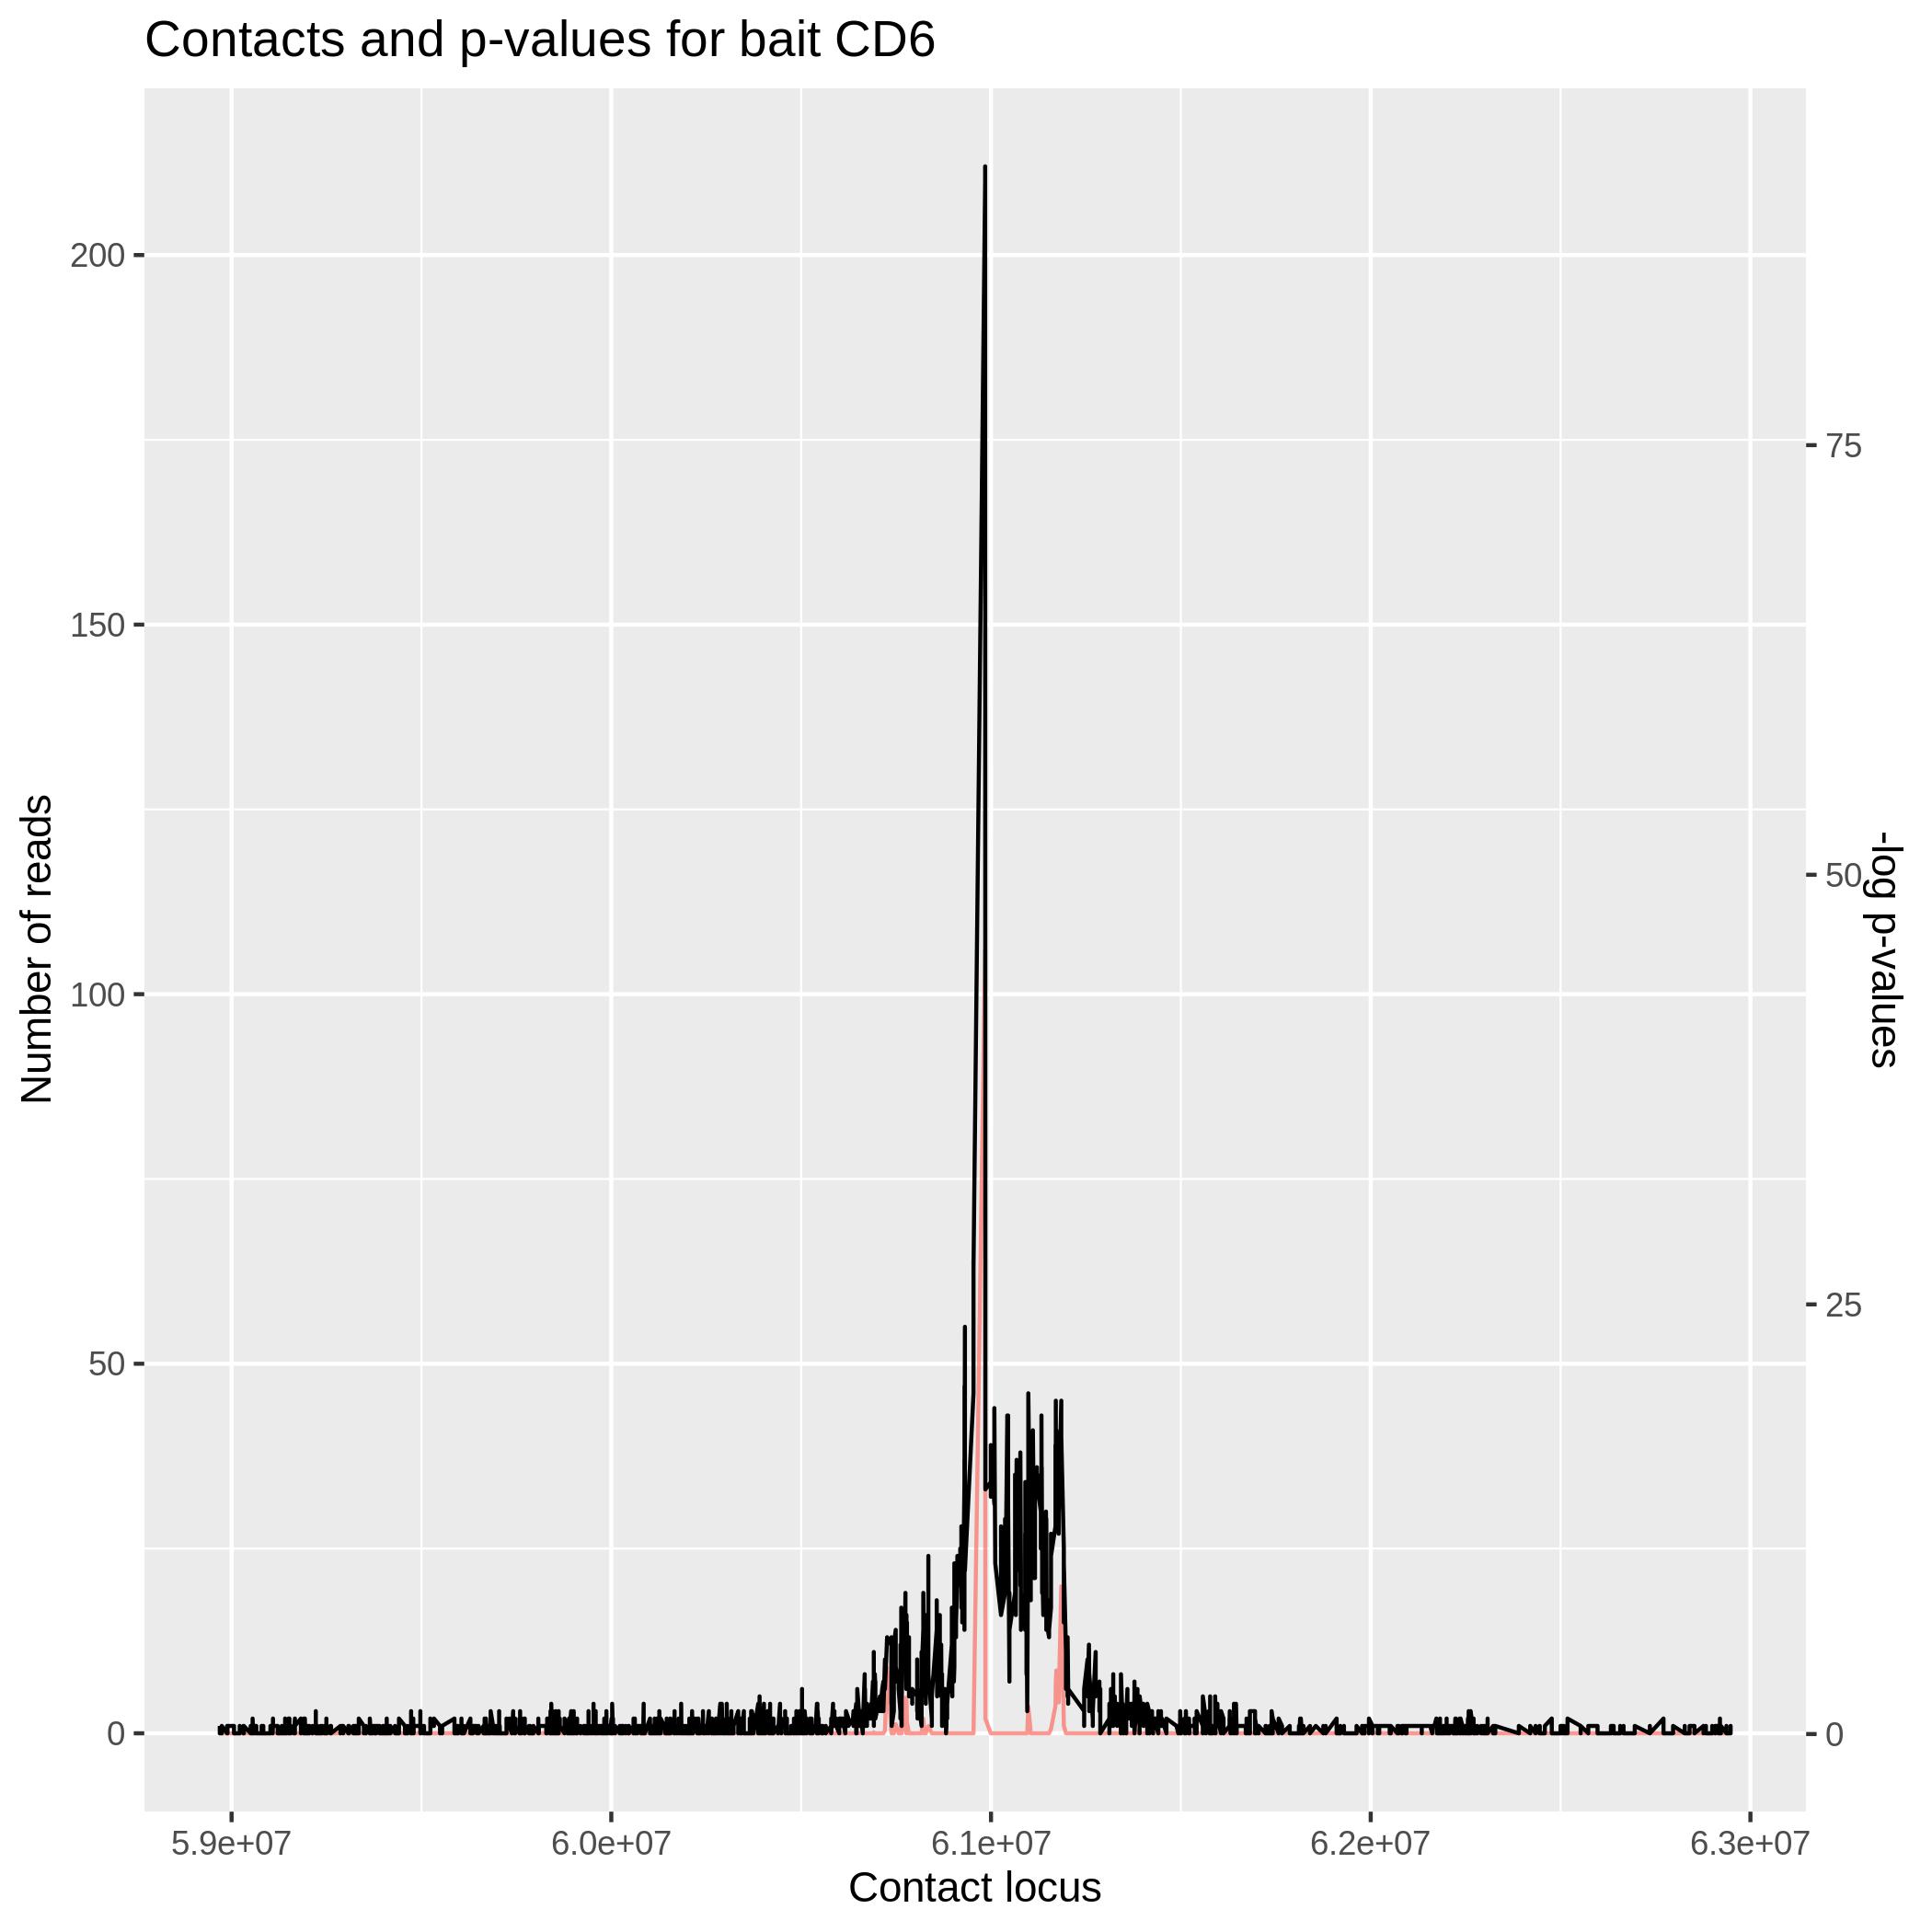 Contacts and p-values for bait CD6
200
150
100
50
0
75
50
25
0
5.9e+07
6.0e+07
6.1e+07
6.2e+07
6.3e+07
Contact locus
Number of reads
-log p-values